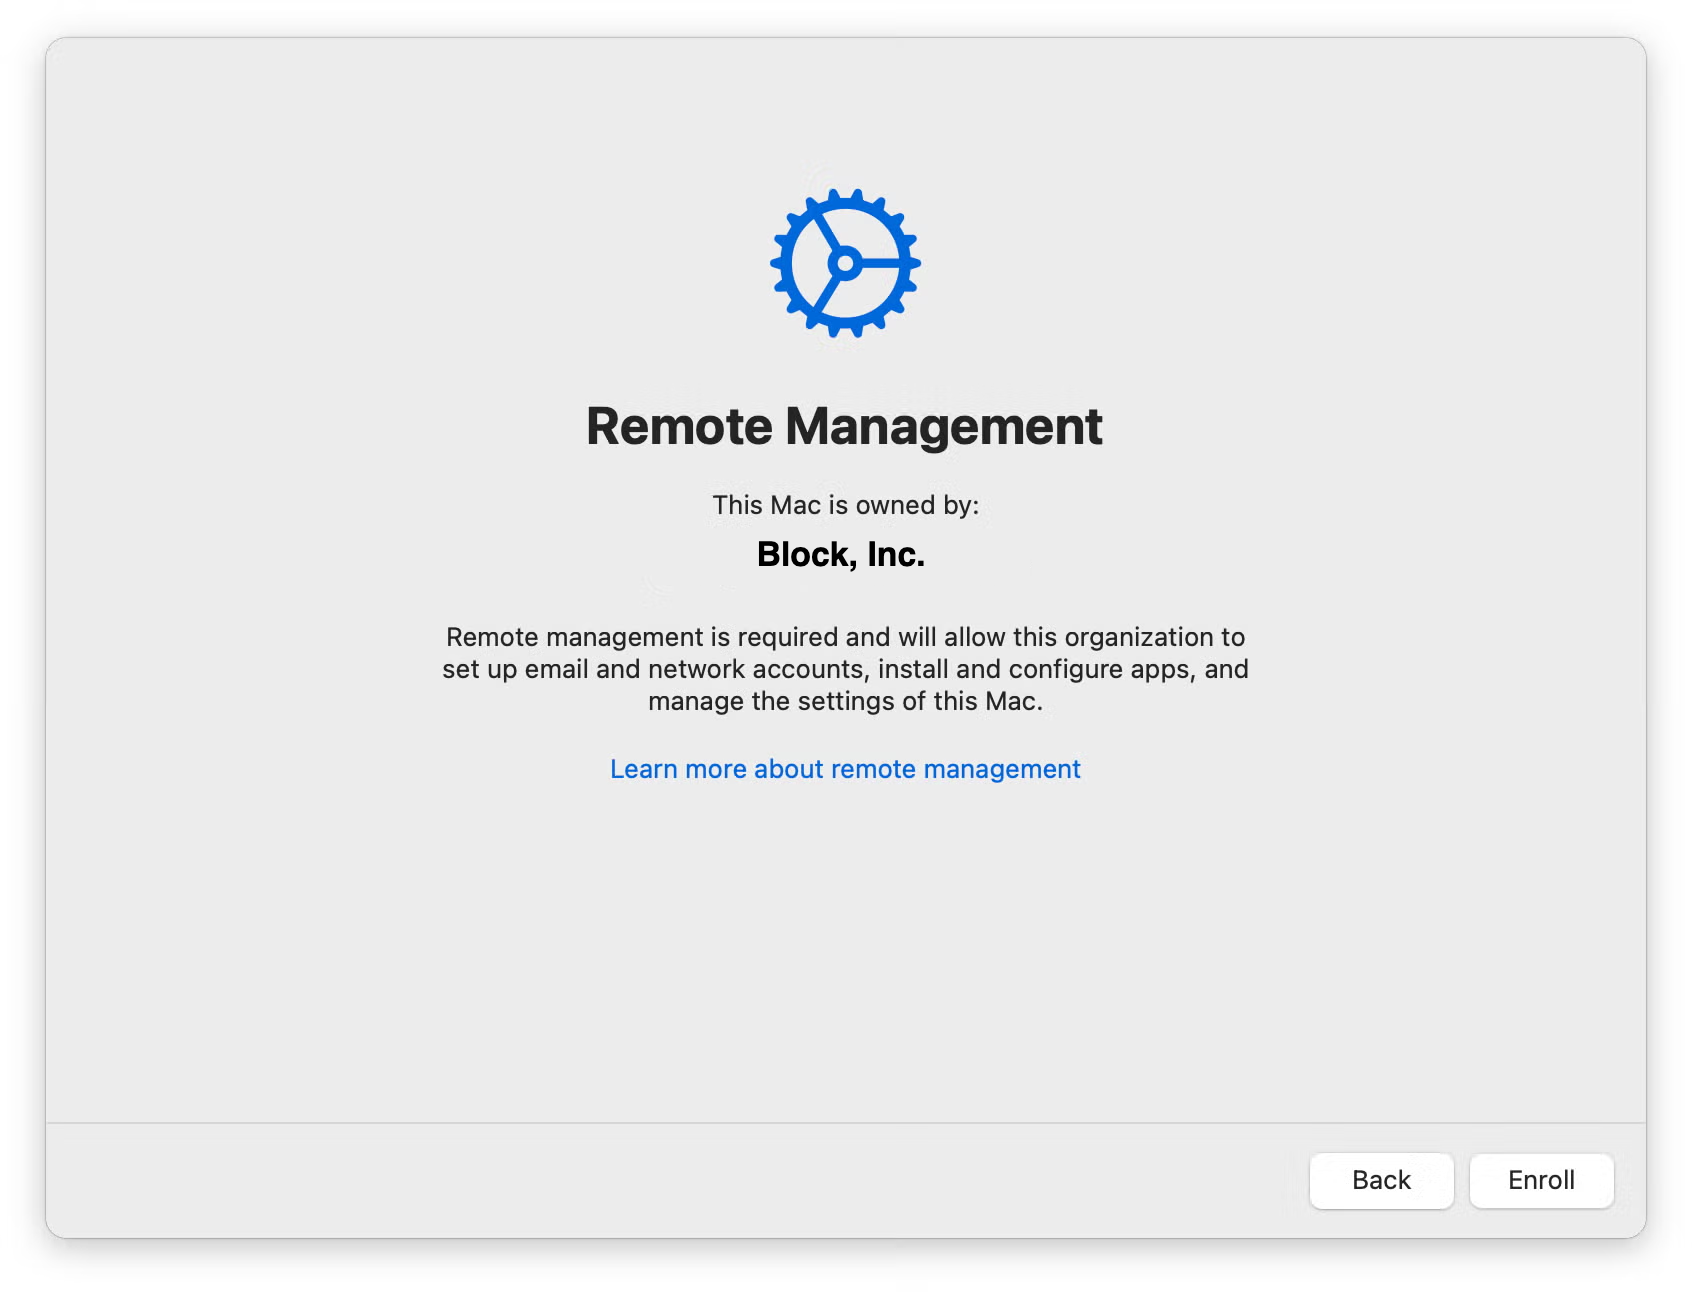 Remote Management
This Mac is owned by:
Block, Inc.
Remote management is required and will allow this organization to
set up email and network accounts, install and configure apps, and
manage the settings of this Mac.
Learn more about remote management
Back
Enroll